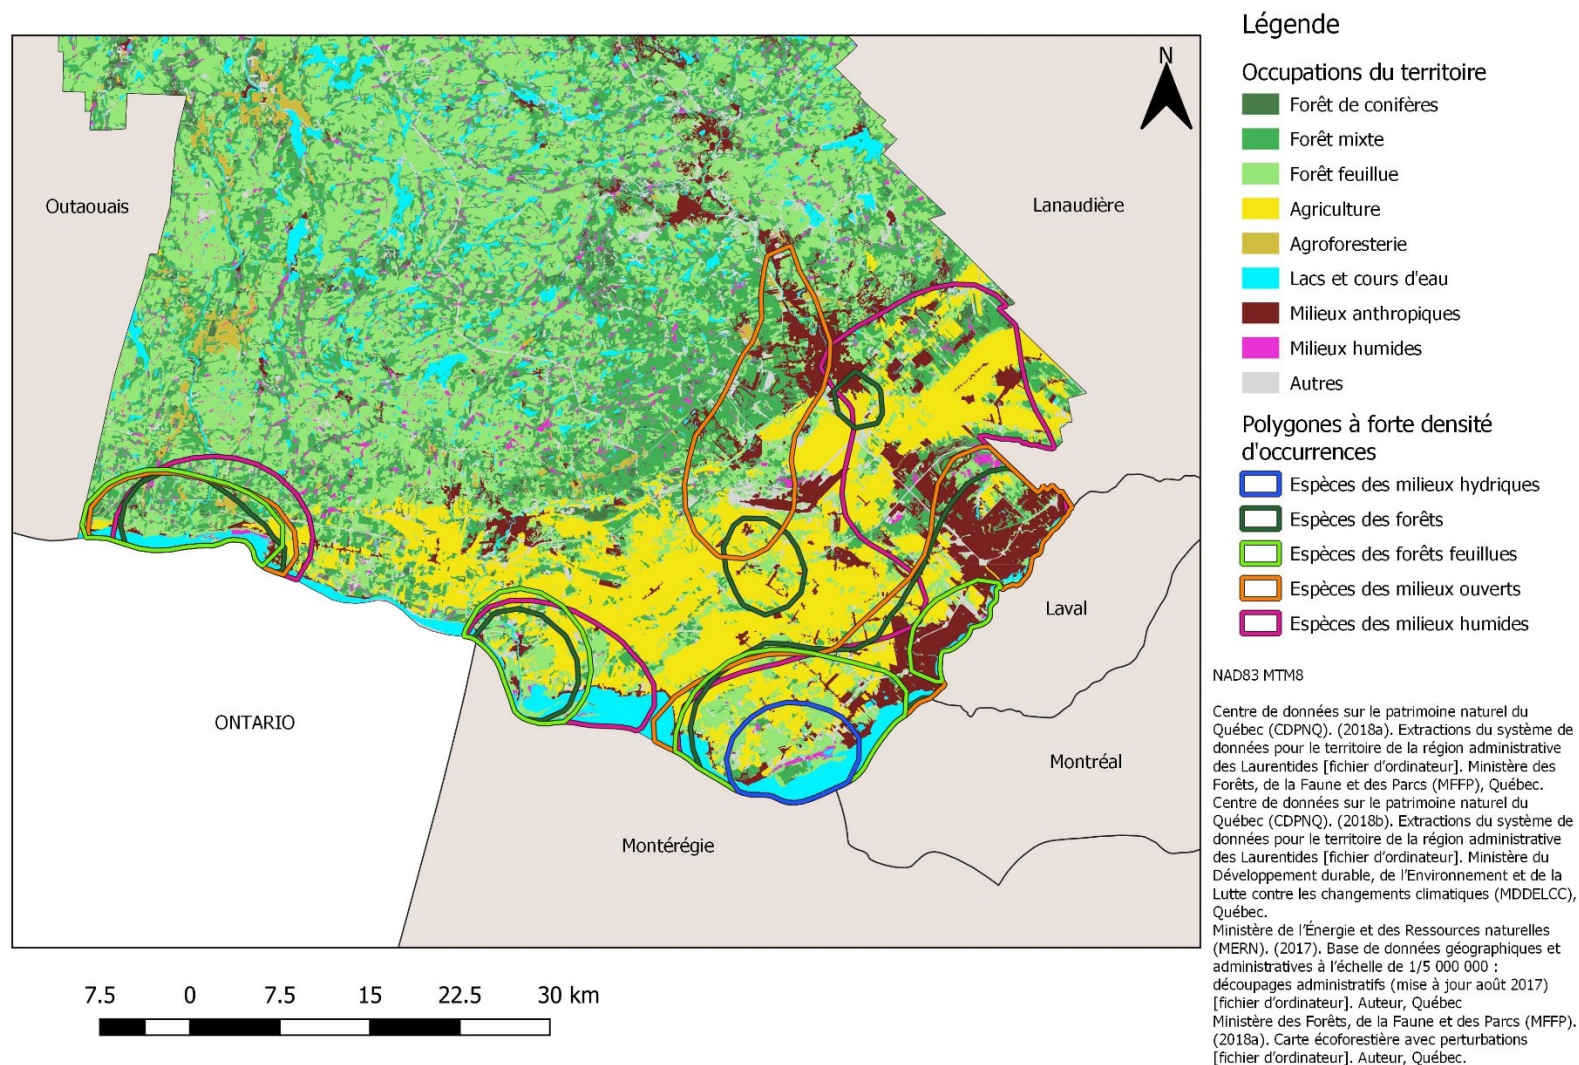 Légende
Occupations du territoire
Forêt de conifères
Forêt mixte
Forêt feuillue
Agriculture
Agroforesterie
Lacs et cours d'eau
Milieux anthropiques
Milieux humides
Autres
Polygones à forte densité
d'occurrences
Espèces des milieux hydriques
Espèces des forêts
Espèces des forêts feuillues
Espèces des milieux ouverts
Espèces des milieux humides
NAD83 MTM8
Centre de données sur le patrimoine naturel du
Québec (CDPNQ). (2018a). Extractions du système de
données pour le territoire de la région administrative
des Laurentides [fichier d'ordinateur]. Ministère des
Forêts, de la Faune et des Parcs (MFFP), Québec.
Centre de données sur le patrimoine naturel du
Québec (CDPNQ). (2018b). Extractions du système de
données pour le territoire de la région administrative
des Laurentides [fichier d'ordinateur]. Ministère du
Développement durable, de l'Environnement et de la
Lutte contre les changements climatiques (MDDELCC),
Québec.
Ministère de l'Énergie et des Ressources naturelles
(MERN). (2017). Base de données géographiques et
administratives à l'échelle de 1/5 000 000 :
découpages administratifs (mise à jour août 2017)
[fichier d'ordinateur]. Auteur, Québec
Ministère des Forêts, de la Faune et des Parcs (MFFP).
(2018a). Carte écoforestière avec perturbations
[fichier d'ordinateur]. Auteur, Québec.
N
Outaouais
Lanaudière
Laval
ONTARIO
Montréal
Montérégie
7.5 0 7.5 15 22.5 30 km